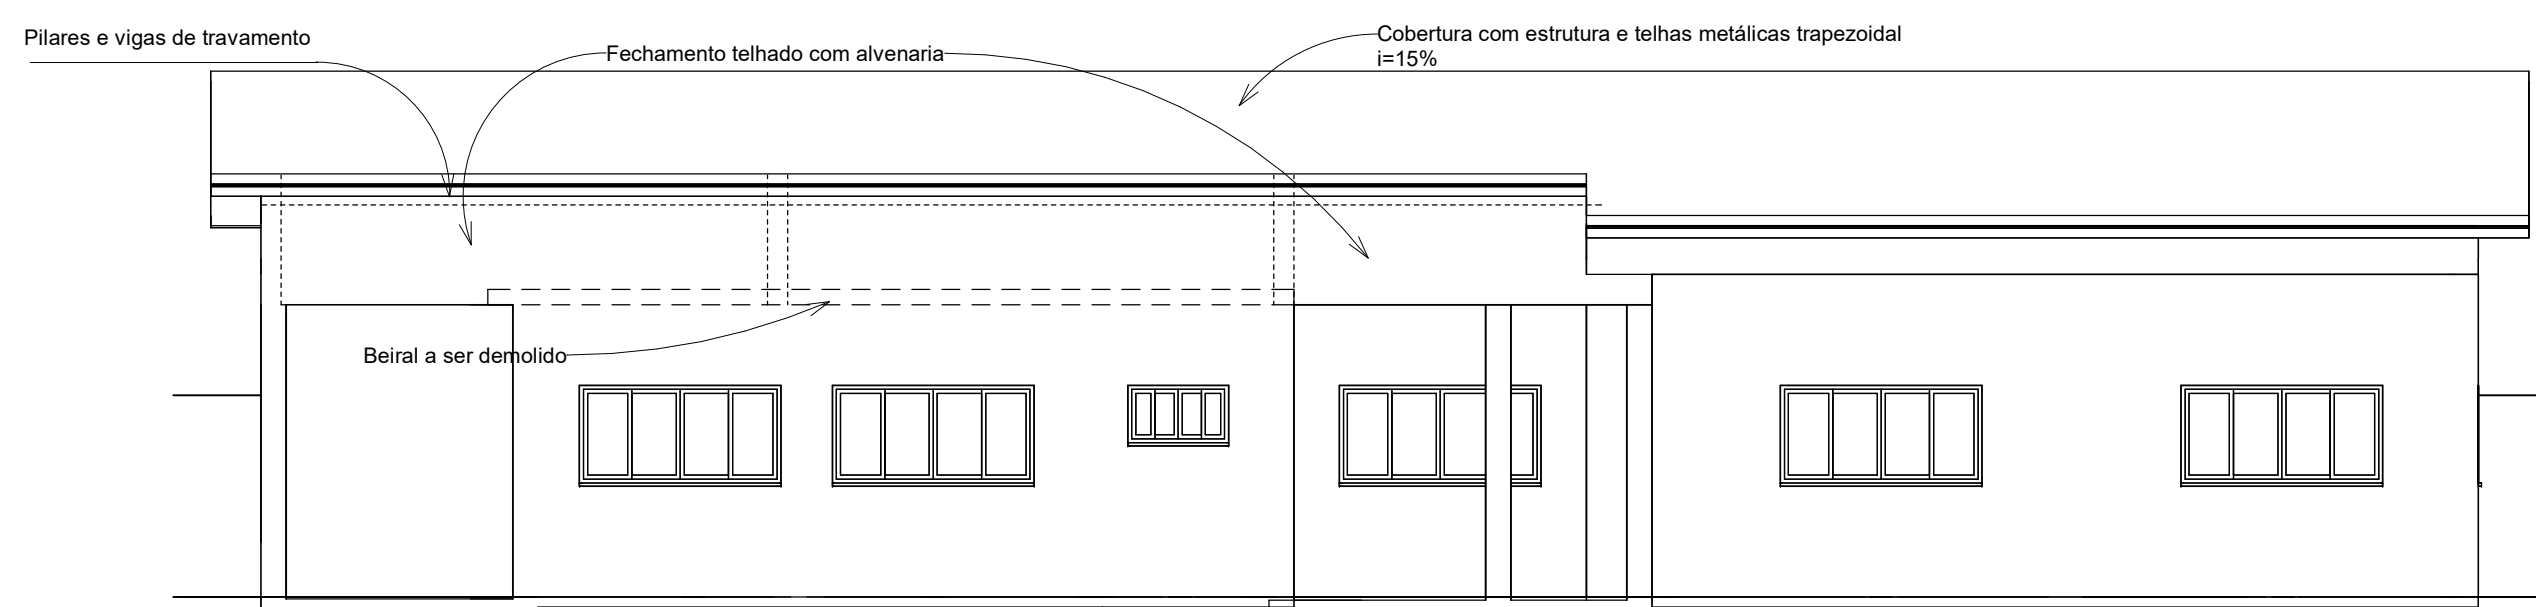 Pilares e vigas de travamento
Fechamento telhado com alvenaria
Cobertura com estrutura e telhas metálicas trapezoidal
i=15%
Beiral a ser demolido